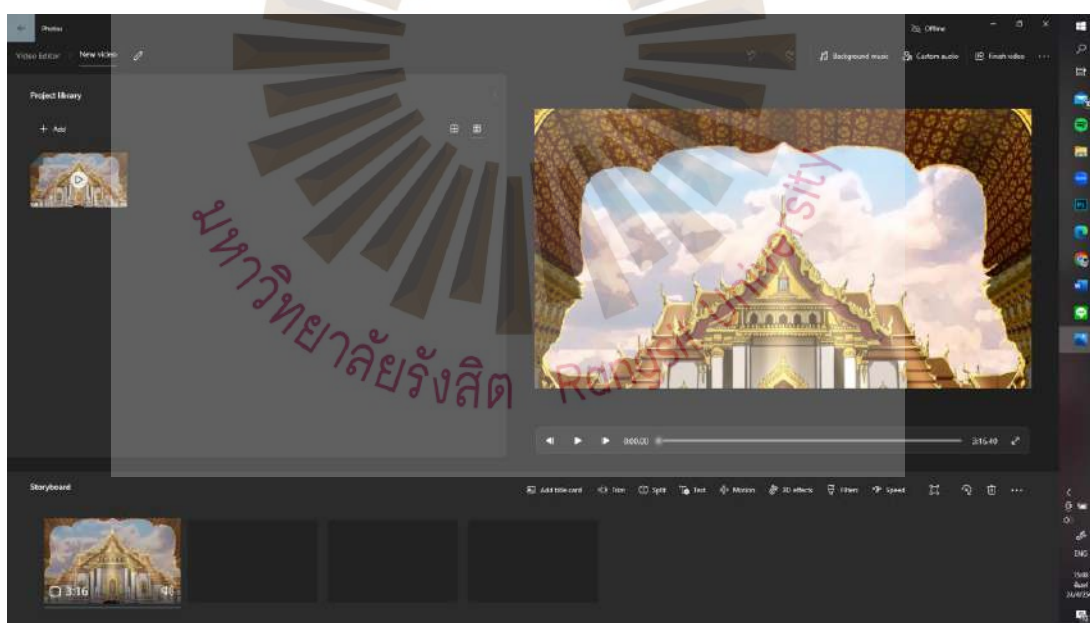 Photos
Offline
Video Editor
New video
Background music
Custom audio
Finish video
Project library
+ Add
มหาวิทยาลัยรังสิต Rangsit University
0:00.00
3:16.40
Storyboard
Add title card
Trim
Split
Text
Motion
3D effects
Filters
Speed
3:16
ENG